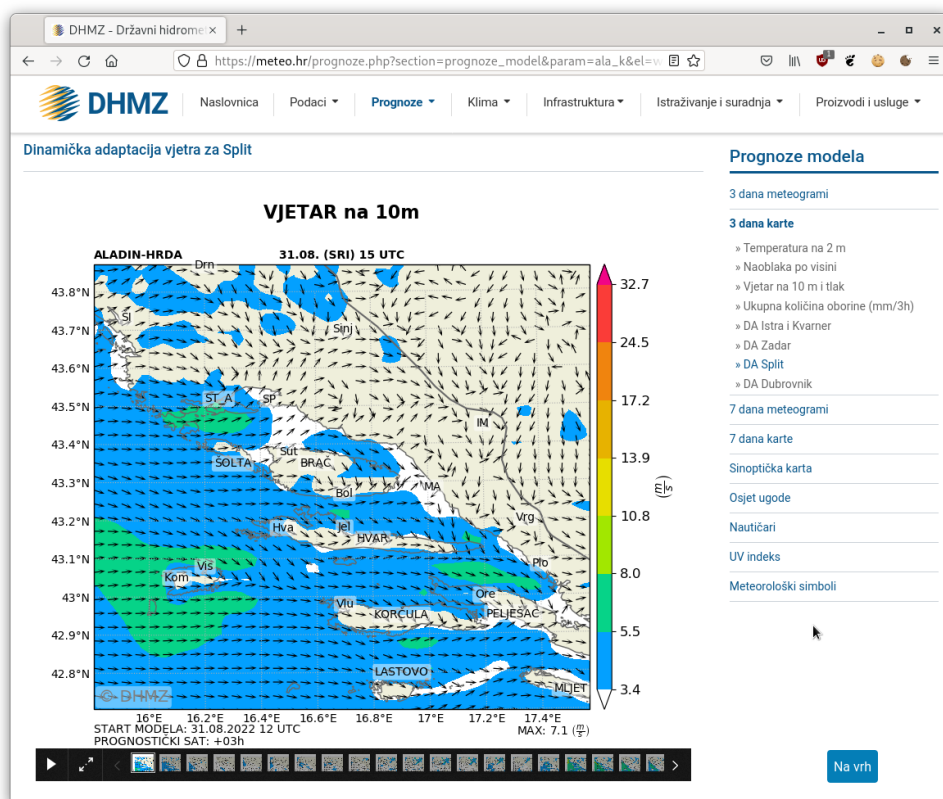 DHMZ - Državni hidrome
https://meteo.hr/prognoze.php?section=prognoze_model&param=ala_k&el=
DHMZ
Naslovnica
Podaci
Prognoze
Klima
Infrastruktura
Istraživanje i suradnja
Proizvodi i usluge
Dinamička adaptacija vjetra za Split
VJETAR na 10m
ALADIN-HRDA 31.08. (SRI) 15 UTC
Drn
43.8°N
ŠI
43.7°N
Sinj
43.6°N
ST_A
SP
43.5°N
IM
43.4°N
Sut
ŠOLTA
BRAČ
43.3°N
MA
Bol
43.2°N
Hva
Jel
Vrg
HVAR
43.1°N
Vis
Plo
Kom
43°N
Ore
Vlu
KORČULA
PELJEŠAC
42.9°N
42.8°N
LASTOVO
MLJET
© DHMZ
16°E 16.2°E 16.4°E 16.6°E 16.8°E 17°E 17.2°E 17.4°E
START MODELA: 31.08.2022 12 UTC
PROGNOSTIČKI SAT: +03h
MAX: 7.1 (m/s)
32.7
24.5
17.2
13.9
10.8
8.0
5.5
3.4
(m/s)
Prognoze modela
3 dana meteogrami
3 dana karte
» Temperatura na 2 m
» Naoblaka po visini
» Vjetar na 10 m i tlak
» Ukupna količina oborine (mm/3h)
» DA Istra i Kvarner
» DA Zadar
» DA Split
» DA Dubrovnik
7 dana meteogrami
7 dana karte
Sinoptička karta
Osjet ugode
Nautičari
UV indeks
Meteorološki simboli
Na vrh